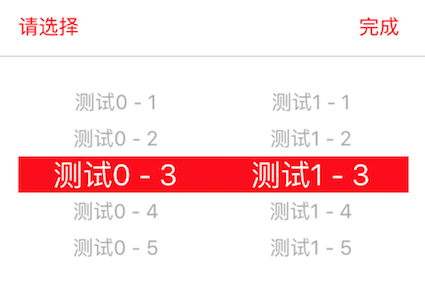 请选择 完成
测试0 - 1 测试1 - 1
测试0 - 2 测试1 - 2
测试0 - 3 测试1 - 3
测试0 - 4 测试1 - 4
测试0 - 5 测试1 - 5